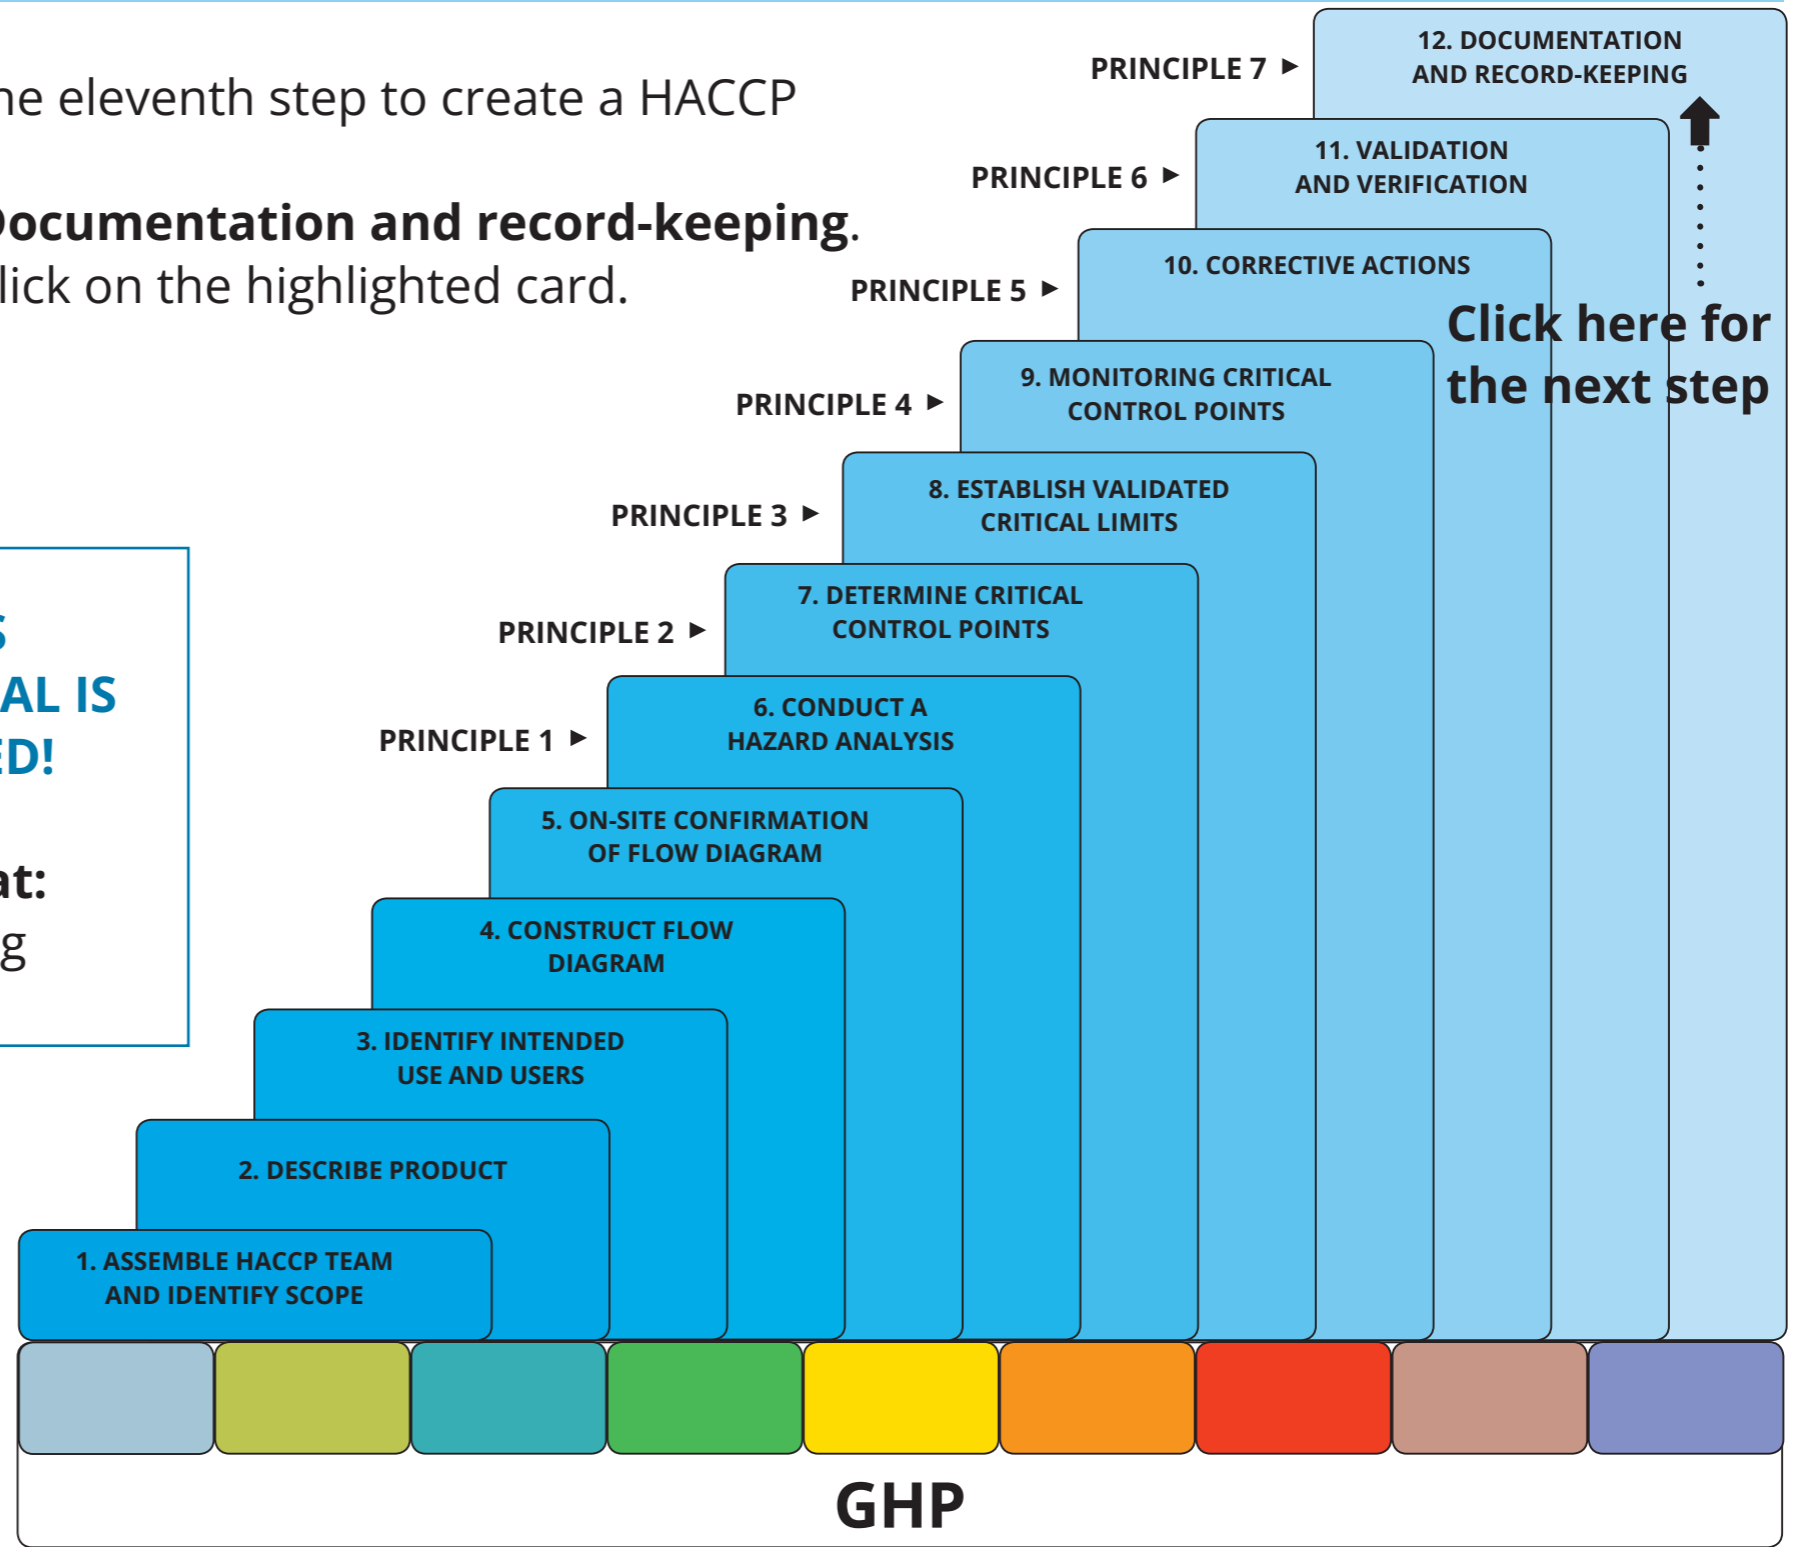 he eleventh step to create a HACCP
Documentation and record-keeping.
lick on the highlighted card.
S
AL IS
ED!
at:
g
PRINCIPLE 7 ►
12. DOCUMENTATION
AND RECORD-KEEPING
PRINCIPLE 6 ►
11. VALIDATION
AND VERIFICATION
PRINCIPLE 5 ►
10. CORRECTIVE ACTIONS
Click here for
the next step
PRINCIPLE 4 ►
9. MONITORING CRITICAL
CONTROL POINTS
PRINCIPLE 3 ►
8. ESTABLISH VALIDATED
CRITICAL LIMITS
PRINCIPLE 2 ►
7. DETERMINE CRITICAL
CONTROL POINTS
PRINCIPLE 1 ►
6. CONDUCT A
HAZARD ANALYSIS
5. ON-SITE CONFIRMATION
OF FLOW DIAGRAM
4. CONSTRUCT FLOW
DIAGRAM
3. IDENTIFY INTENDED
USE AND USERS
2. DESCRIBE PRODUCT
1. ASSEMBLE HACCP TEAM
AND IDENTIFY SCOPE
GHP